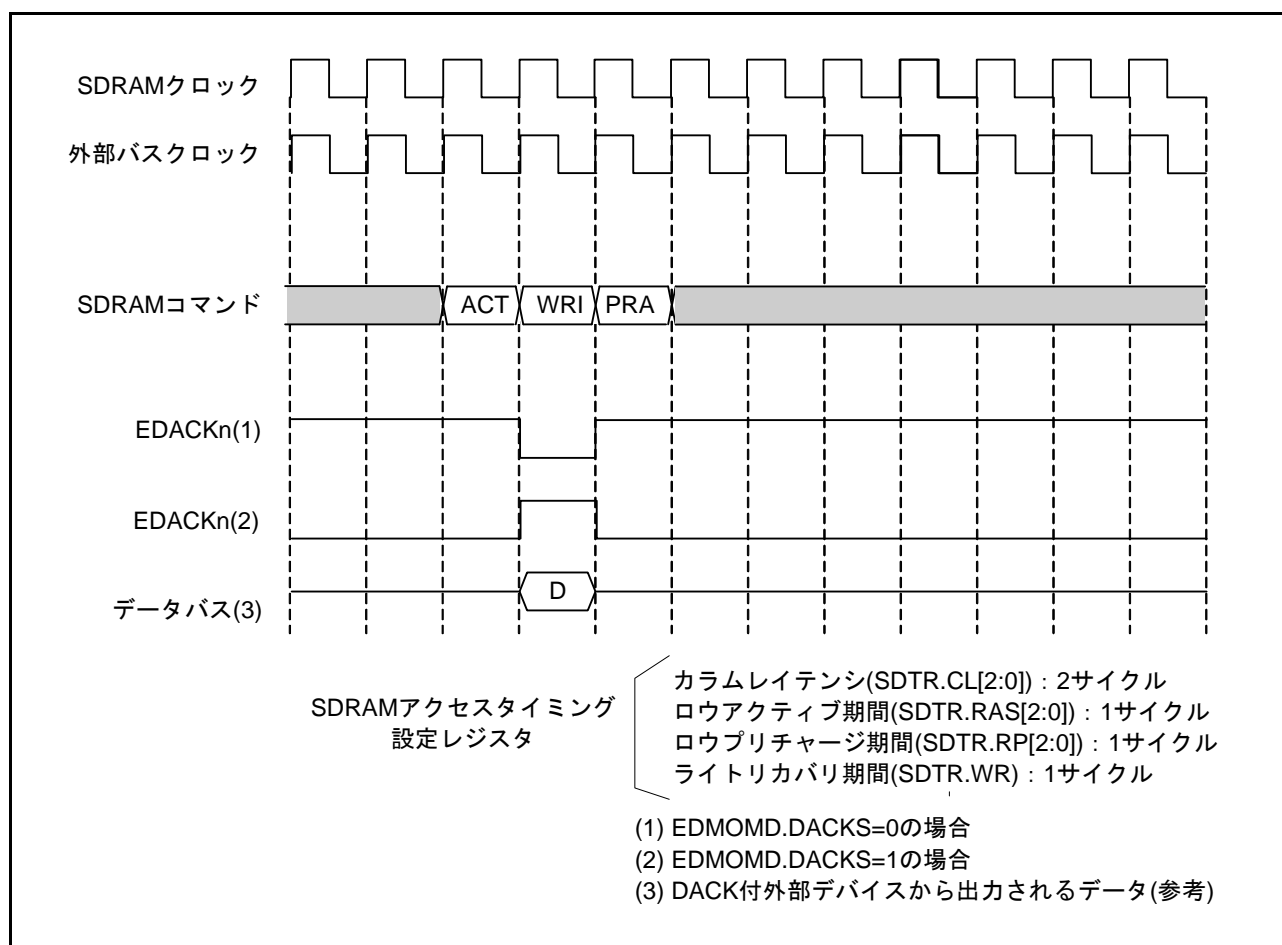 SDRAMクロック
外部バスクロック
SDRAMコマンド
ACT WRI PRA
EDACKn(1)
EDACKn(2)
データバス(3)
D
SDRAMアクセスタイミング
設定レジスタ
カラムレイテンシ(SDTR.CL[2:0])：2サイクル
ロウアクティブ期間(SDTR.RAS[2:0])：1サイクル
ロウプリチャージ期間(SDTR.RP[2:0])：1サイクル
ライトリカバリ期間(SDTR.WR)：1サイクル
(1) EDMOMD.DACKS=0の場合
(2) EDMOMD.DACKS=1の場合
(3) DACK付外部デバイスから出力されるデータ(参考)